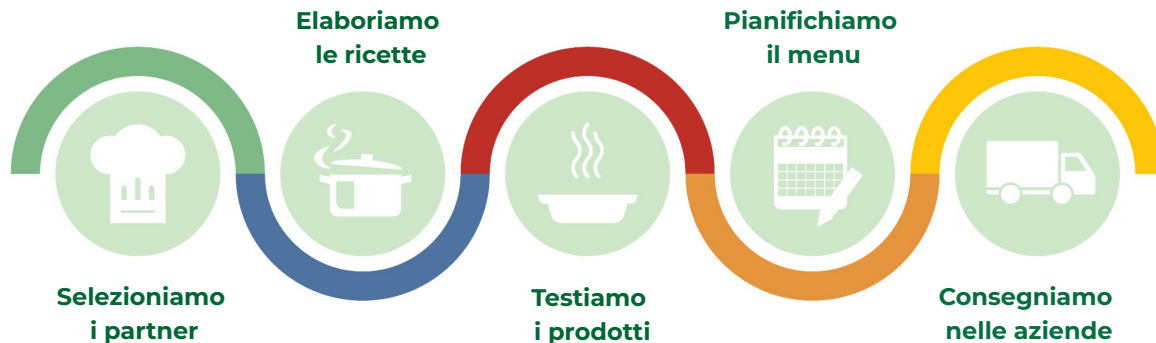 Selezioniamo
i partner
Elaboriamo
le ricette
Testiamo
i prodotti
Pianifichiamo
il menu
Consegniamo
nelle aziende